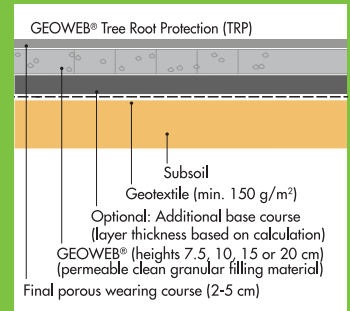 GEOWEB® Tree Root Protection (TRP)
Subsoil
Geotextile (min. 150 g/m²)
Optional: Additional base course
(layer thickness based on calculation)
GEOWEB® (heights 7.5, 10, 15 or 20 cm)
(permeable clean granular filling material)
Final porous wearing course (2-5 cm)